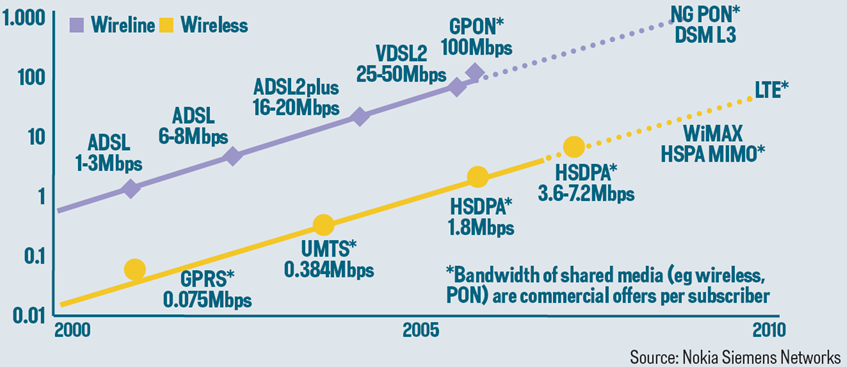 1.000
100
10
1
0.1
0.01
Wireline
Wireless
ADSL
1-3Mbps
ADSL
6-8Mbps
ADSL2plus
16-20Mbps
VDSL2
25-50Mbps
GPON*
100Mbps
NG PON*
DSM L3
LTE*
WiMAX
HSPA MIMO*
HSDPA*
3.6-7.2Mbps
HSDPA*
1.8Mbps
UMTS*
0.384Mbps
GPRS*
0.075Mbps
*Bandwidth of shared media (eg wireless,
PON) are commercial offers per subscriber
2000
2005
2010
Source: Nokia Siemens Networks